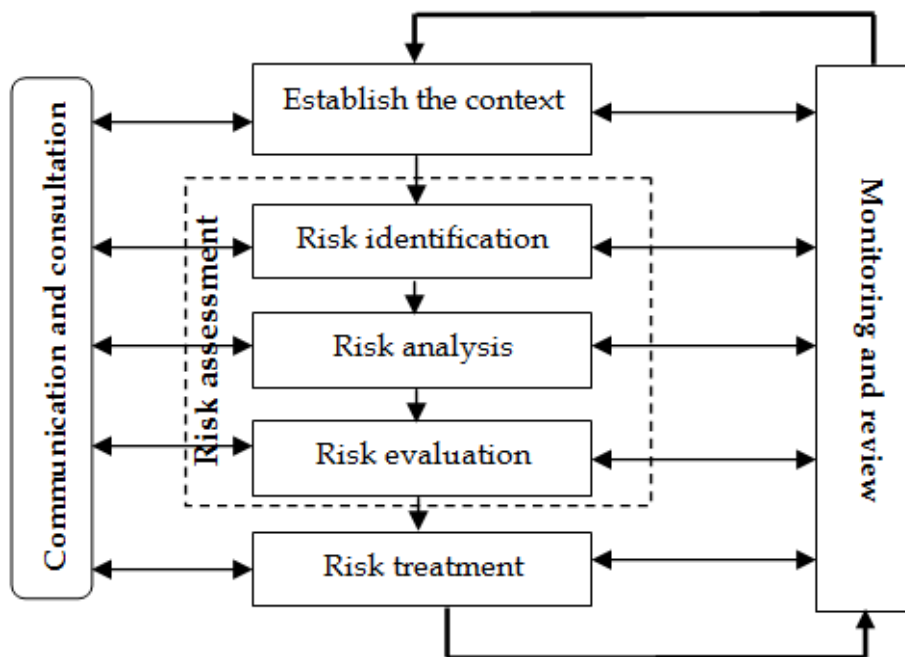 Establish the context
Communication and consultation
Risk assessment
Risk identification
Risk analysis
Risk evaluation
Risk treatment
Monitoring and review